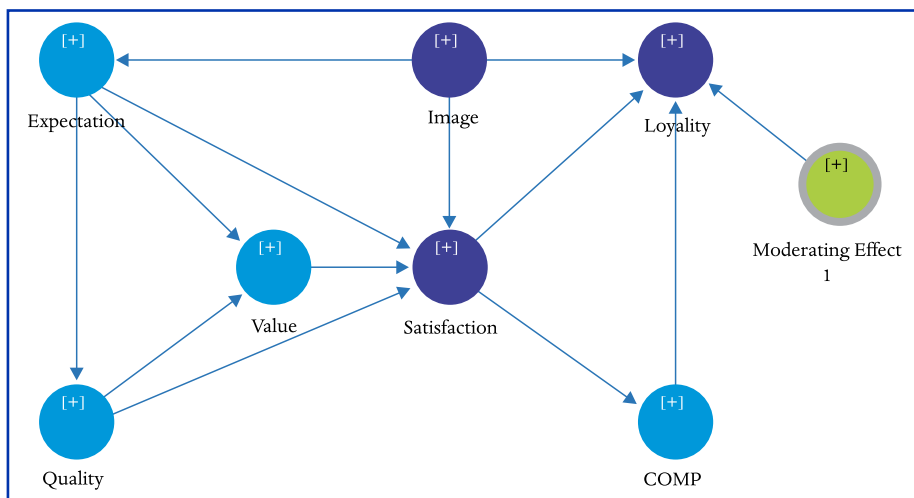 [+]
[+]
[+]
Expectation
Image
Loyality
[+]
Moderating Effect
1
[+]
[+]
Value
Satisfaction
[+]
[+]
Quality
COMP